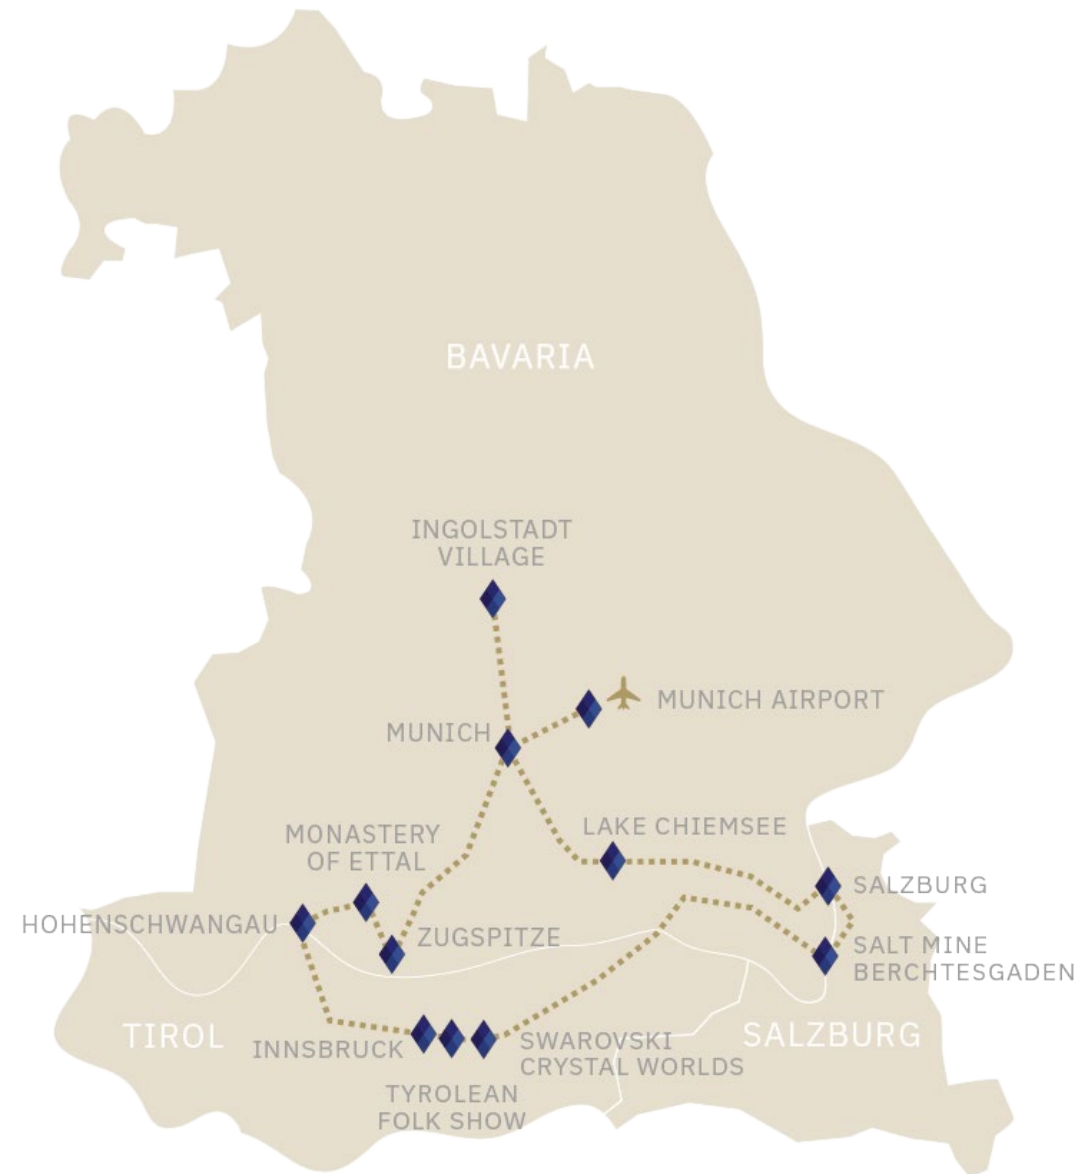 BAVARIA
INGOLSTADT
VILLAGE
MUNICH AIRPORT
MUNICH
LAKE CHIEMSEE
MONASTERY
OF ETTAL
SALZBURG
HOHENSCHWANGAU
ZUGSPITZE
SALT MINE
BERCHTESGADEN
TIROL
SALZBURG
INNSBRUCK
SWAROVSKI
CRYSTAL WORLDS
TYROLEAN
FOLK SHOW